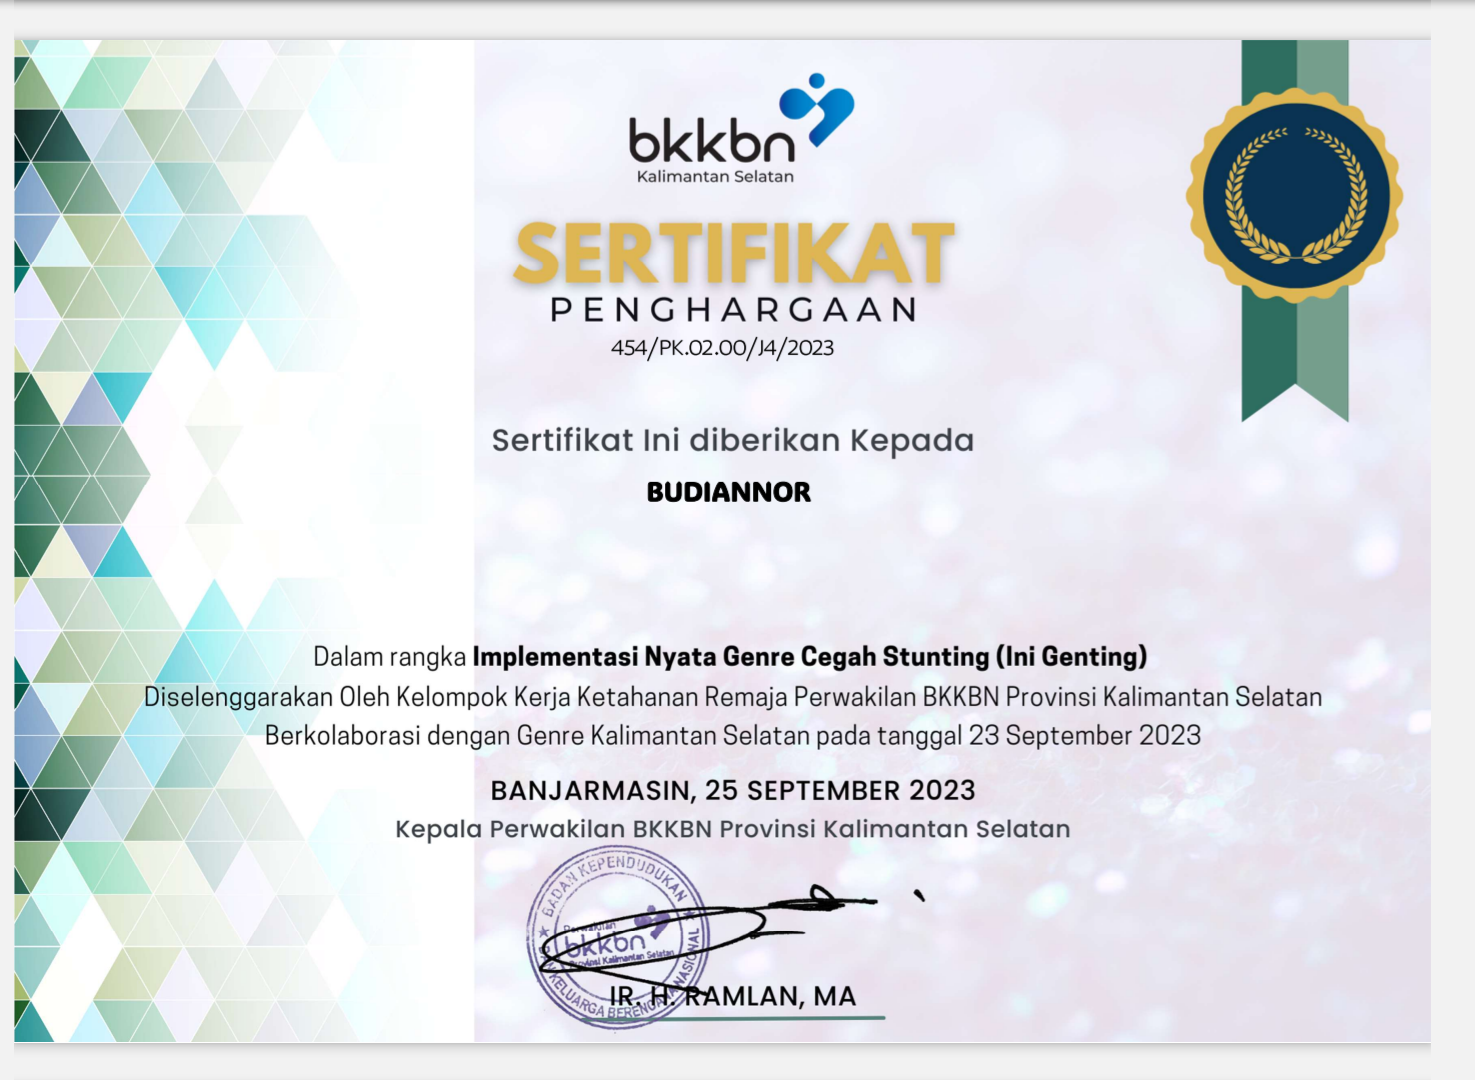 bkkbn
Kalimantan Selatan
SERTIFIKAT
PENGHARGAAN
454/PK.02.00/J4/2023
Sertifikat Ini diberikan Kepada
BUDIANNOR
Dalam rangka Implementasi Nyata Genre Cegah Stunting (Ini Genting)
Diselenggarakan Oleh Kelompok Kerja Ketahanan Remaja Perwakilan BKKBN Provinsi Kalimantan Selatan
Berkolaborasi dengan Genre Kalimantan Selatan pada tanggal 23 September 2023
BANJARMASIN, 25 SEPTEMBER 2023
Kepala Perwakilan BKKBN Provinsi Kalimantan Selatan
BADAN KEPENDUDUKAN
Perwakilan
bkkbn
Provinsi Kalimantan Selatan
KELUARGA
NASIONAL
IR. H. RAMLAN, MA